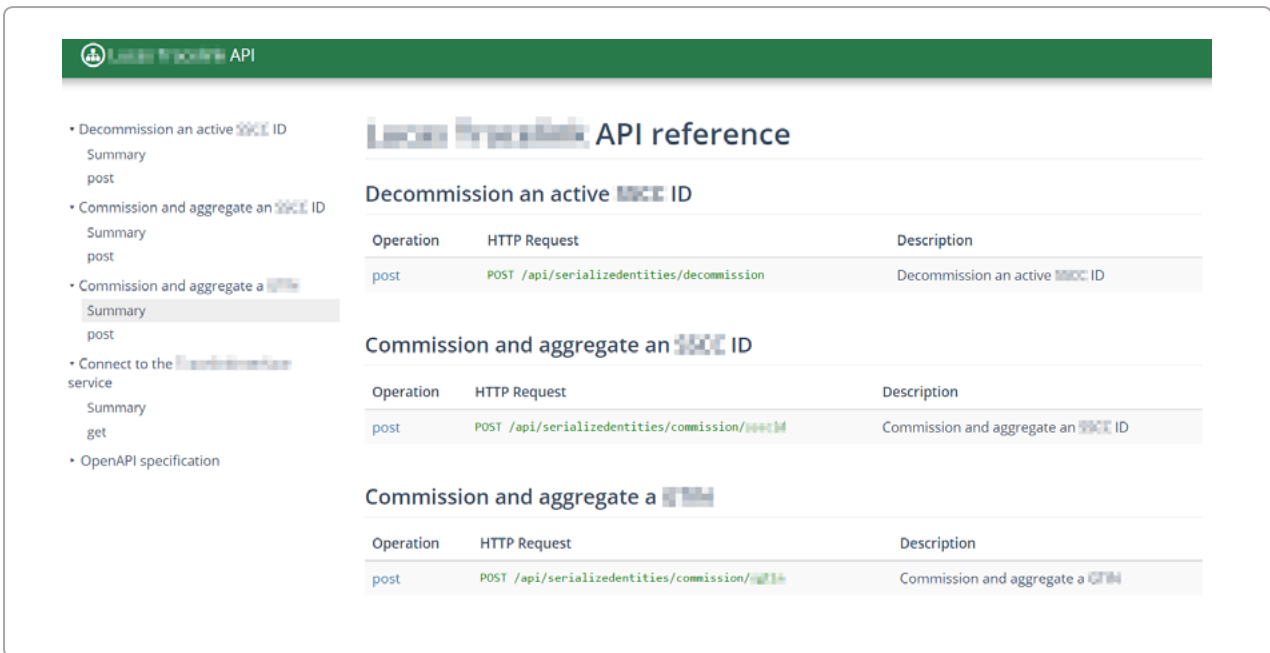 API
Decommission an active ID
Summary
post
Commission and aggregate an ID
Summary
post
Commission and aggregate a
Summary
post
Connect to the
service
Summary
get
OpenAPI specification
API reference
Decommission an active ID
Operation HTTP Request Description
post POST /api/serializedentities/decommission Decommission an active ID
Commission and aggregate an ID
Operation HTTP Request Description
post POST /api/serializedentities/commission/ Commission and aggregate an ID
Commission and aggregate a
Operation HTTP Request Description
post POST /api/serializedentities/commission/ Commission and aggregate a